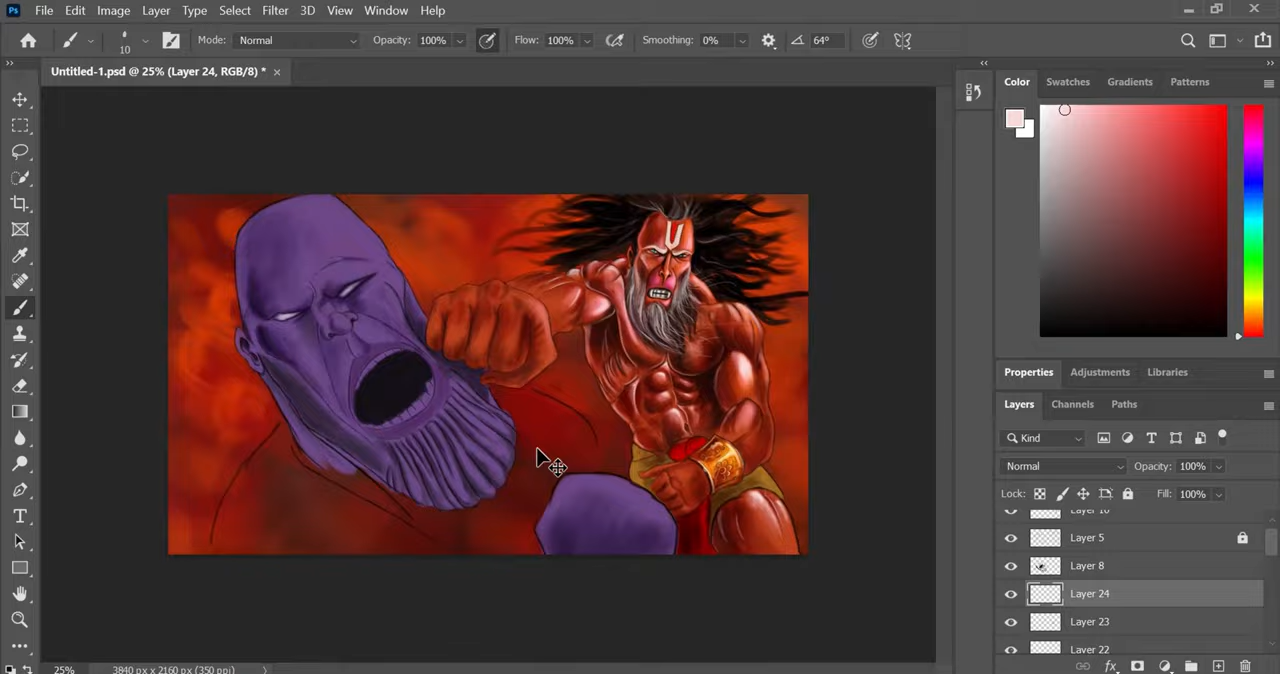 Ps File Edit Image Layer Type Select Filter 3D View Window Help
10 Mode: Normal Opacity: 100% Flow: 100% Smoothing: 0% 64°
Untitled-1.psd @ 25% (Layer 24, RGB/8) * ×
Color Swatches Gradients Patterns
Properties Adjustments Libraries
Layers Channels Paths
Kind
Normal Opacity: 100%
Lock: Fill: 100%
Layer 10
Layer 5
Layer 8
Layer 24
Layer 23
Layer 22
25% 3840 px x 2160 px (350 ppi)